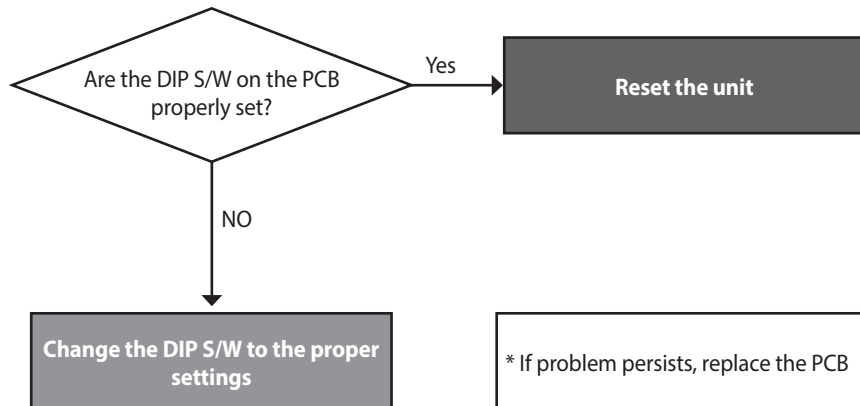 Are the DIP S/W on the PCB
properly set?
Yes
Reset the unit
NO
Change the DIP S/W to the proper
settings
* If problem persists, replace the PCB